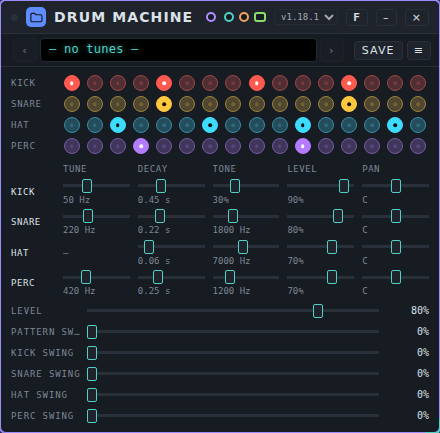 DRUM MACHINE v1.18.1 F – ×
‹ — no tunes — › SAVE ≡
KICK
SNARE
HAT
PERC
TUNE DECAY TONE LEVEL PAN
KICK
50 Hz 0.45 s 30% 90% C
SNARE
220 Hz 0.22 s 1800 Hz 80% C
HAT
— 0.06 s 7000 Hz 70% C
PERC
420 Hz 0.25 s 1200 Hz 70% C
LEVEL 80%
PATTERN SW… 0%
KICK SWING 0%
SNARE SWING 0%
HAT SWING 0%
PERC SWING 0%